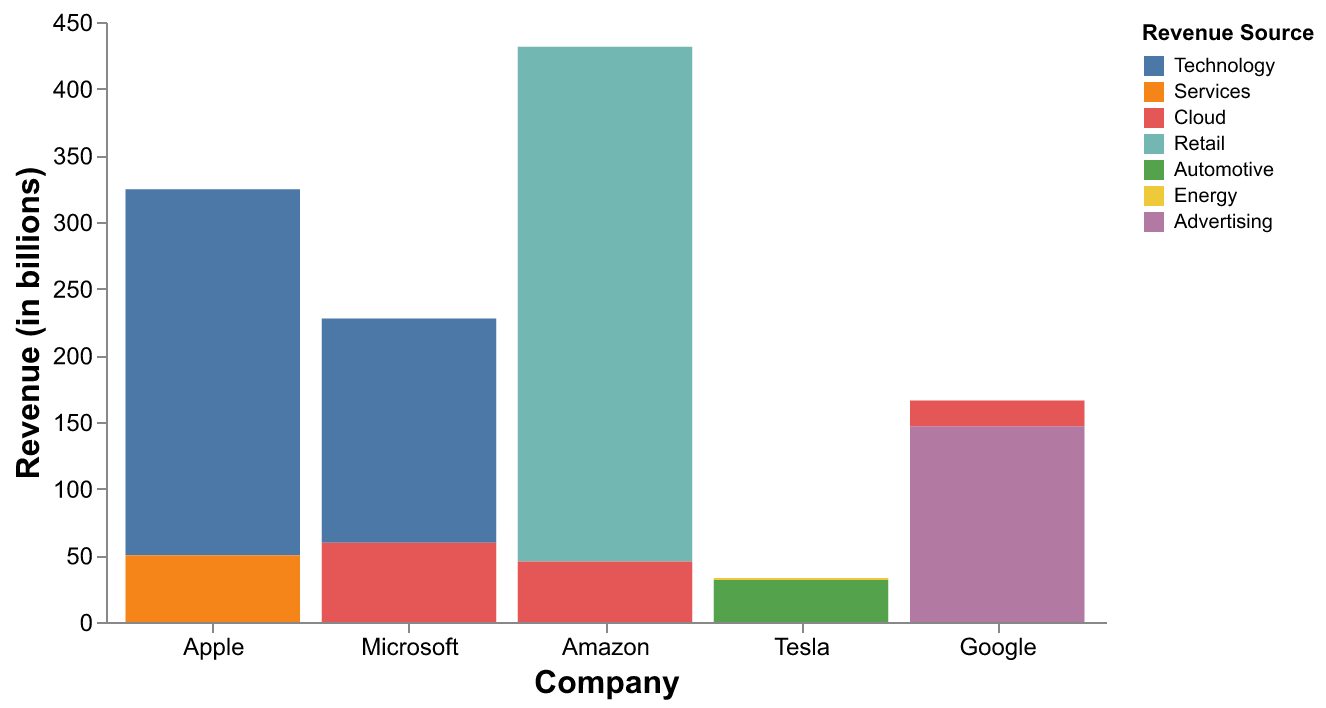 Revenue (in billions)
450
400
350
300
250
200
150
100
50
0
Apple
Microsoft
Amazon
Tesla
Google
Company
Revenue Source
Technology
Services
Cloud
Retail
Automotive
Energy
Advertising